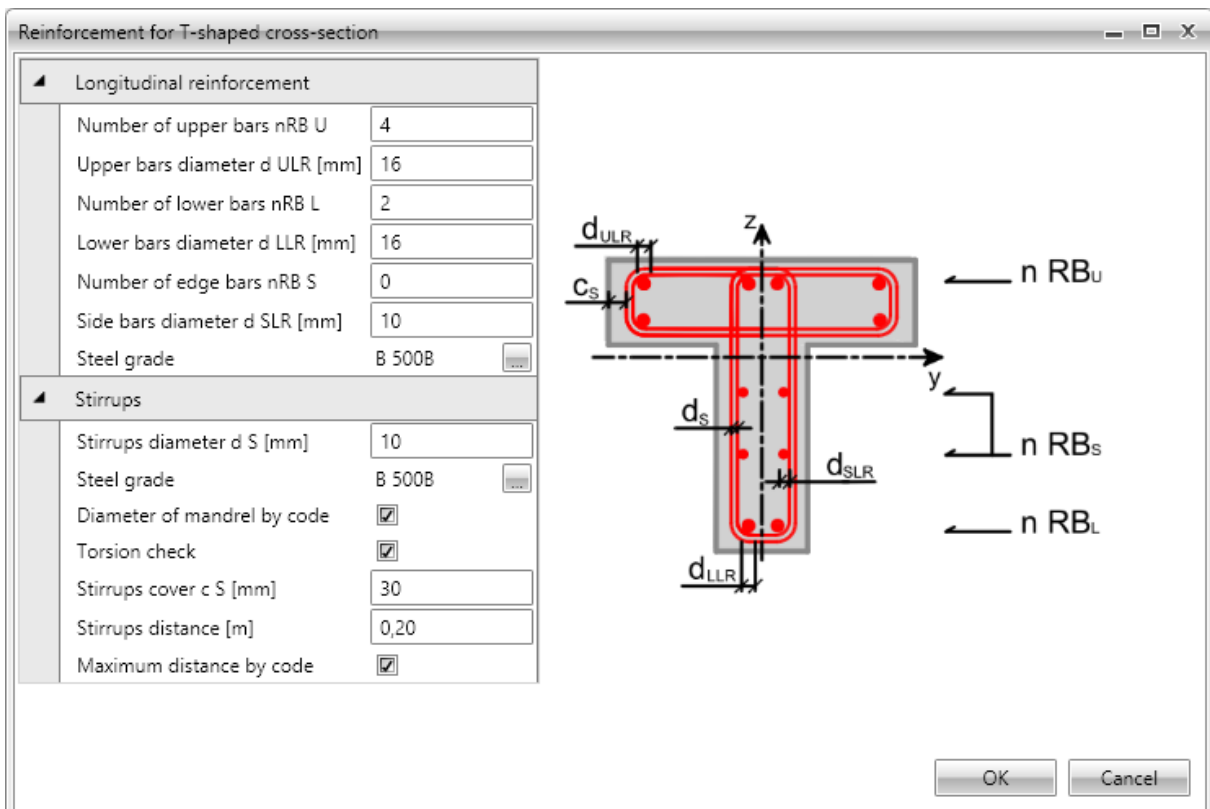 Reinforcement for T-shaped cross-section
Longitudinal reinforcement
Number of upper bars nRB U 4
Upper bars diameter d ULR [mm] 16
Number of lower bars nRB L 2
Lower bars diameter d LLR [mm] 16
Number of edge bars nRB S 0
Side bars diameter d SLR [mm] 10
Steel grade B 500B ...
Stirrups
Stirrups diameter d S [mm] 10
Steel grade B 500B ...
Diameter of mandrel by code
Torsion check
Stirrups cover c S [mm] 30
Stirrups distance [m] 0,20
Maximum distance by code
z
dULR
n RBU
cS
y
dS
n RBS
dSLR
n RBL
dLLR
OK Cancel